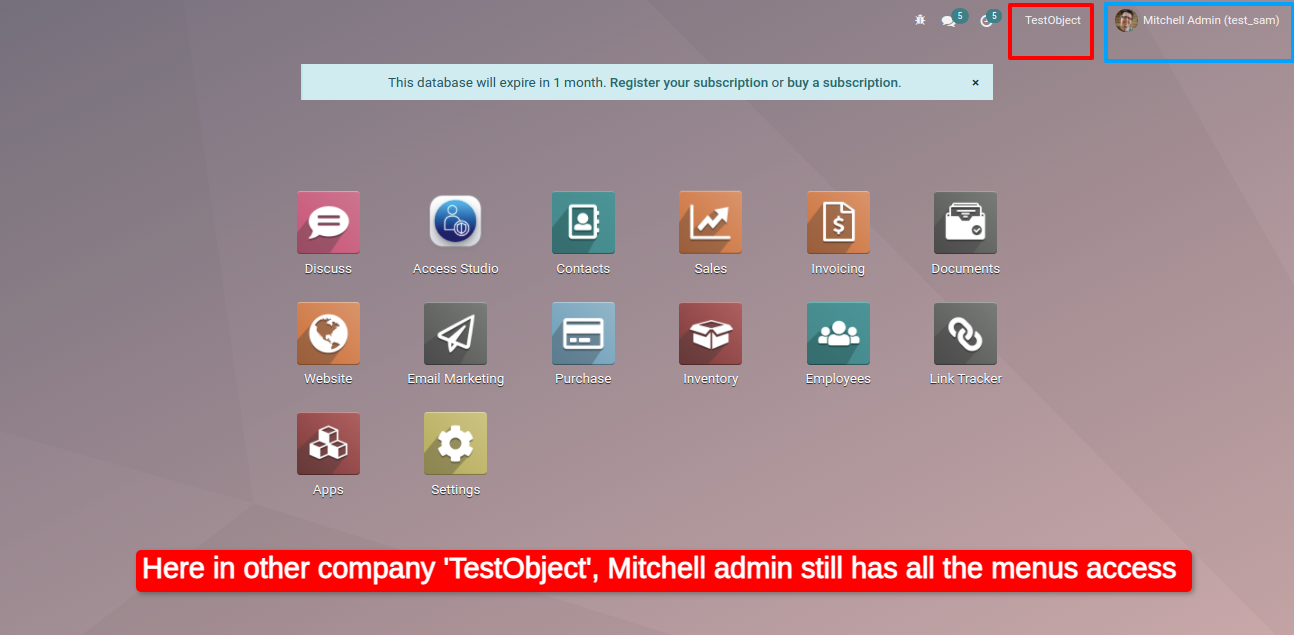 5
5
TestObject
Mitchell Admin (test_sam)
This database will expire in 1 month. Register your subscription or buy a subscription. ×
Discuss
Access Studio
Contacts
Sales
Invoicing
Documents
Website
Email Marketing
Purchase
Inventory
Employees
Link Tracker
Apps
Settings
Here in other company 'TestObject', Mitchell admin still has all the menus access